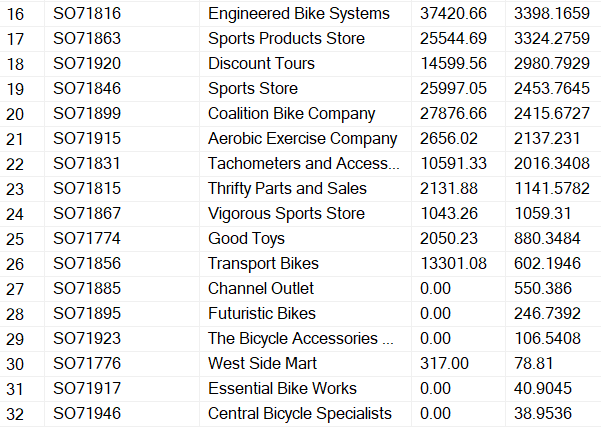 16 SO71816 Engineered Bike Systems 37420.66 3398.1659
17 SO71863 Sports Products Store 25544.69 3324.2759
18 SO71920 Discount Tours 14599.56 2980.7929
19 SO71846 Sports Store 25997.05 2453.7645
20 SO71899 Coalition Bike Company 27876.66 2415.6727
21 SO71915 Aerobic Exercise Company 2656.02 2137.231
22 SO71831 Tachometers and Access... 10591.33 2016.3408
23 SO71815 Thrifty Parts and Sales 2131.88 1141.5782
24 SO71867 Vigorous Sports Store 1043.26 1059.31
25 SO71774 Good Toys 2050.23 880.3484
26 SO71856 Transport Bikes 13301.08 602.1946
27 SO71885 Channel Outlet 0.00 550.386
28 SO71895 Futuristic Bikes 0.00 246.7392
29 SO71923 The Bicycle Accessories ... 0.00 106.5408
30 SO71776 West Side Mart 317.00 78.81
31 SO71917 Essential Bike Works 0.00 40.9045
32 SO71946 Central Bicycle Specialists 0.00 38.9536